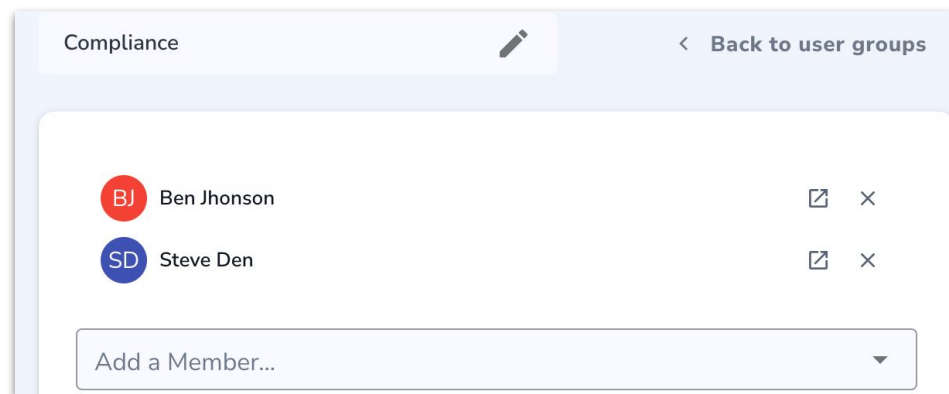 Compliance
Back to user groups
BJ Ben Jhonson
SD Steve Den
Add a Member...